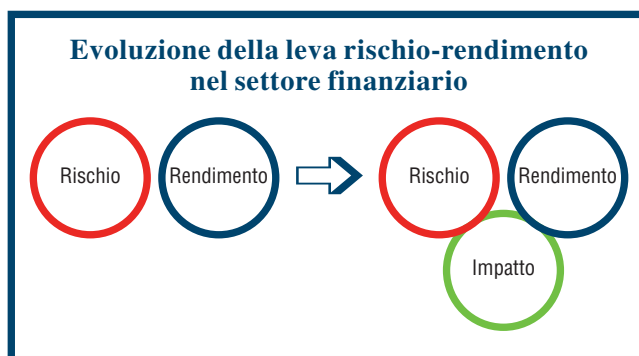 Evoluzione della leva rischio-rendimento
nel settore finanziario
Rischio
Rendimento
Rischio
Rendimento
Impatto